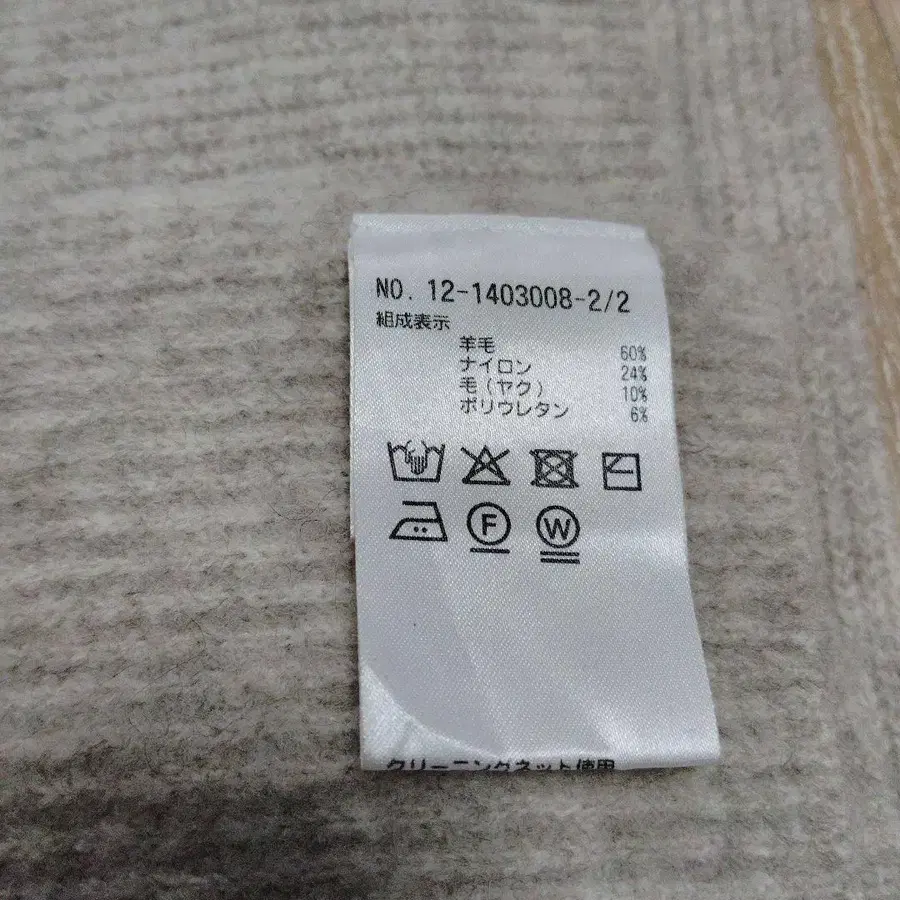 NO. 12-1403008-2/2
組成表示
羊毛 60%
ナイロン 24%
毛(ヤク) 10%
ポリウレタン 6%
F W
クリーニングネット使用